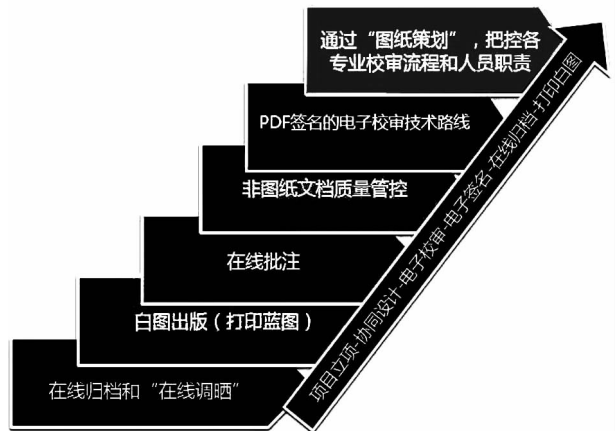 通过“图纸策划”，把控各
专业校审流程和人员职责
PDF签名的电子校审技术路线
非图纸文档质量管控
在线批注
白图出版（打印蓝图）
在线归档和“在线调晒”
项目立项-协同设计-电子校审-电子签名-在线归档-打印白图